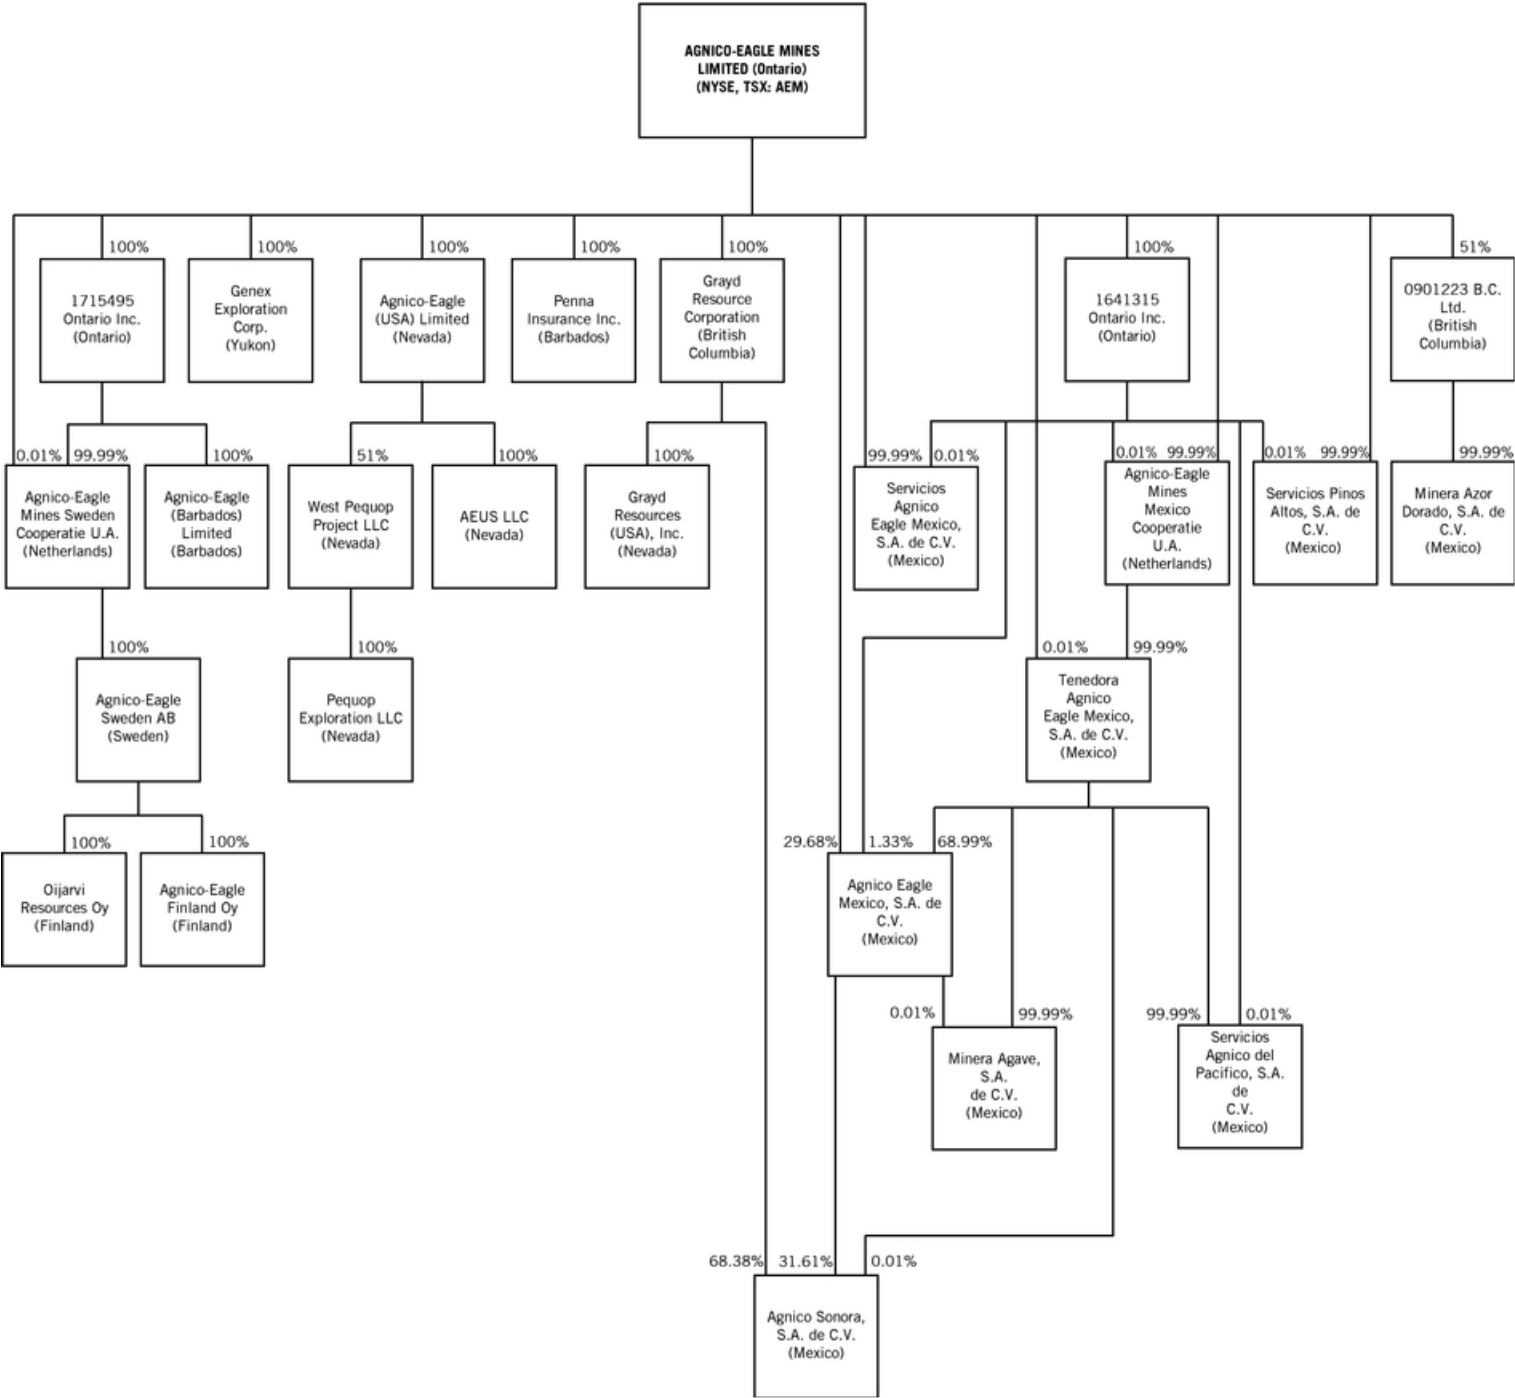 AGNICO-EAGLE MINES
LIMITED (Ontario)
(NYSE, TSX: AEM)
100%
100%
100%
100%
100%
100%
51%
1715495
Ontario Inc.
(Ontario)
Genex
Exploration
Corp.
(Yukon)
Agnico-Eagle
(USA) Limited
(Nevada)
Penna
Insurance Inc.
(Barbados)
Grayd
Resource
Corporation
(British
Columbia)
1641315
Ontario Inc.
(Ontario)
0901223 B.C.
Ltd.
(British
Columbia)
0.01% 99.99%
100%
51%
100%
100%
99.99% 0.01%
0.01% 99.99%
0.01% 99.99%
99.99%
Agnico-Eagle
Mines Sweden
Cooperatie U.A.
(Netherlands)
Agnico-Eagle
(Barbados)
Limited
(Barbados)
West Pequop
Project LLC
(Nevada)
AEUS LLC
(Nevada)
Grayd
Resources
(USA), Inc.
(Nevada)
Servicios
Agnico
Eagle Mexico,
S.A. de C.V.
(Mexico)
Agnico-Eagle
Mines
Mexico
Cooperatie
U.A.
(Netherlands)
Servicios Pinos
Altos, S.A. de
C.V.
(Mexico)
Minera Azor
Dorado, S.A. de
C.V.
(Mexico)
100%
100%
0.01%
99.99%
Agnico-Eagle
Sweden AB
(Sweden)
Pequop
Exploration LLC
(Nevada)
Tenedora
Agnico
Eagle Mexico,
S.A. de C.V.
(Mexico)
100%
100%
29.68%
1.33%
68.99%
Oijarvi
Resources Oy
(Finland)
Agnico-Eagle
Finland Oy
(Finland)
Agnico Eagle
Mexico, S.A. de
C.V.
(Mexico)
0.01%
99.99%
99.99%
0.01%
Minera Agave,
S.A.
de C.V.
(Mexico)
Servicios
Agnico del
Pacifico, S.A.
de
C.V.
(Mexico)
68.38%
31.61%
0.01%
Agnico Sonora,
S.A. de C.V.
(Mexico)